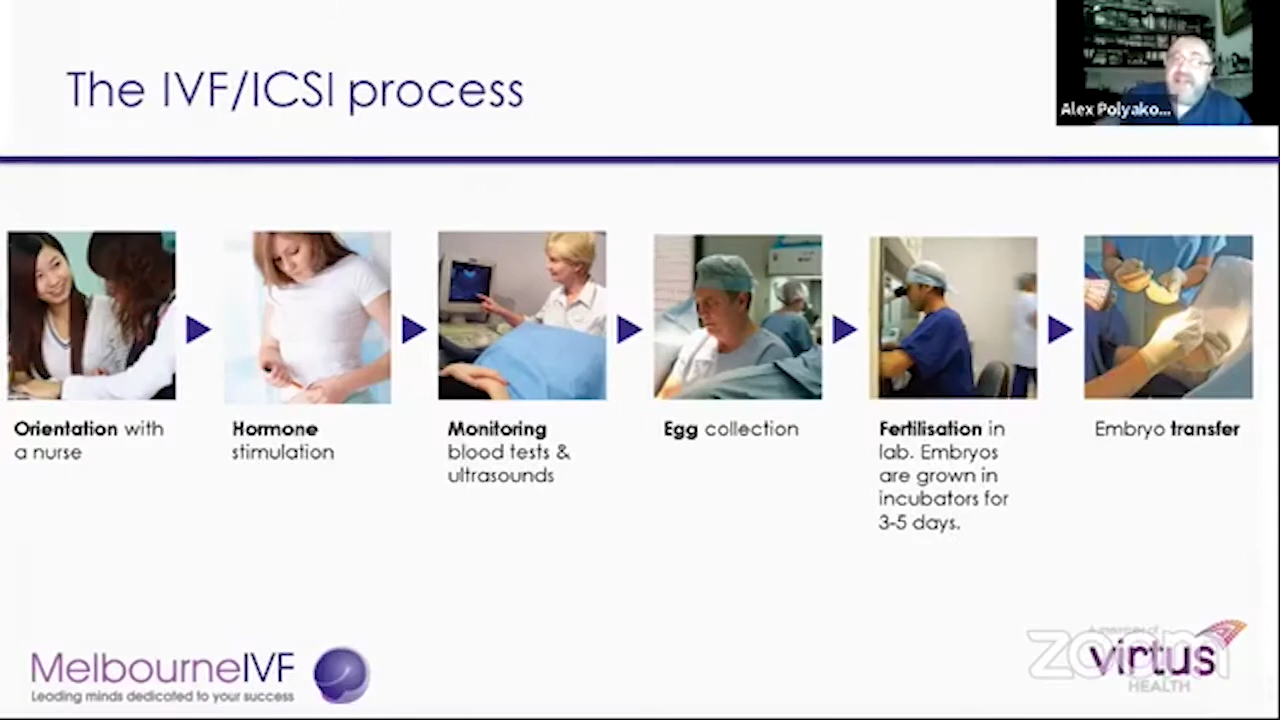 The IVF/ICSI process
Alex Polyako...
Orientation with
a nurse
Hormone
stimulation
Monitoring
blood tests &
ultrasounds
Egg collection
Fertilisation in
lab. Embryos
are grown in
incubators for
3-5 days.
Embryo transfer
MelbourneIVF
Leading minds dedicated to your success
A member of
zoom
virtus
HEALTH